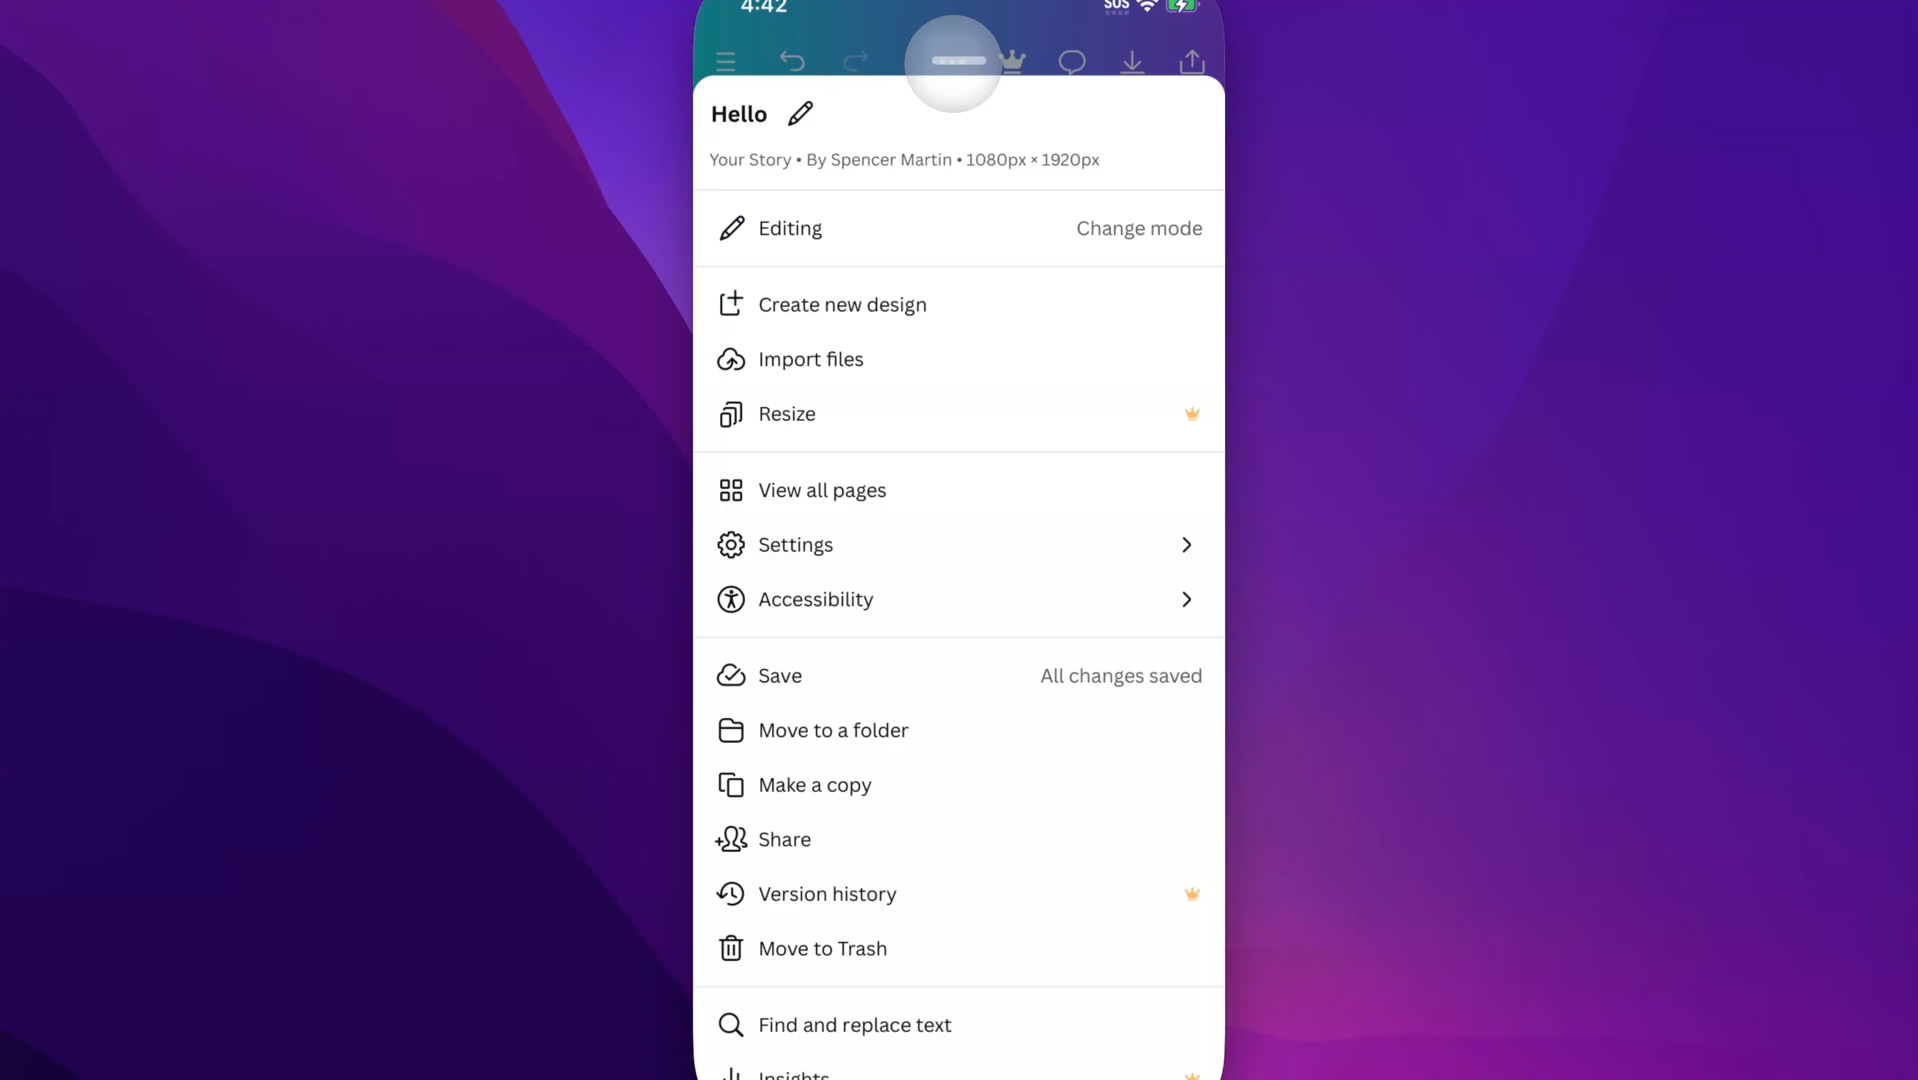 4:42
SOS
Hello
Your Story • By Spencer Martin • 1080px × 1920px
Editing
Change mode
Create new design
Import files
Resize
View all pages
Settings
Accessibility
Save
All changes saved
Move to a folder
Make a copy
Share
Version history
Move to Trash
Find and replace text
Insights